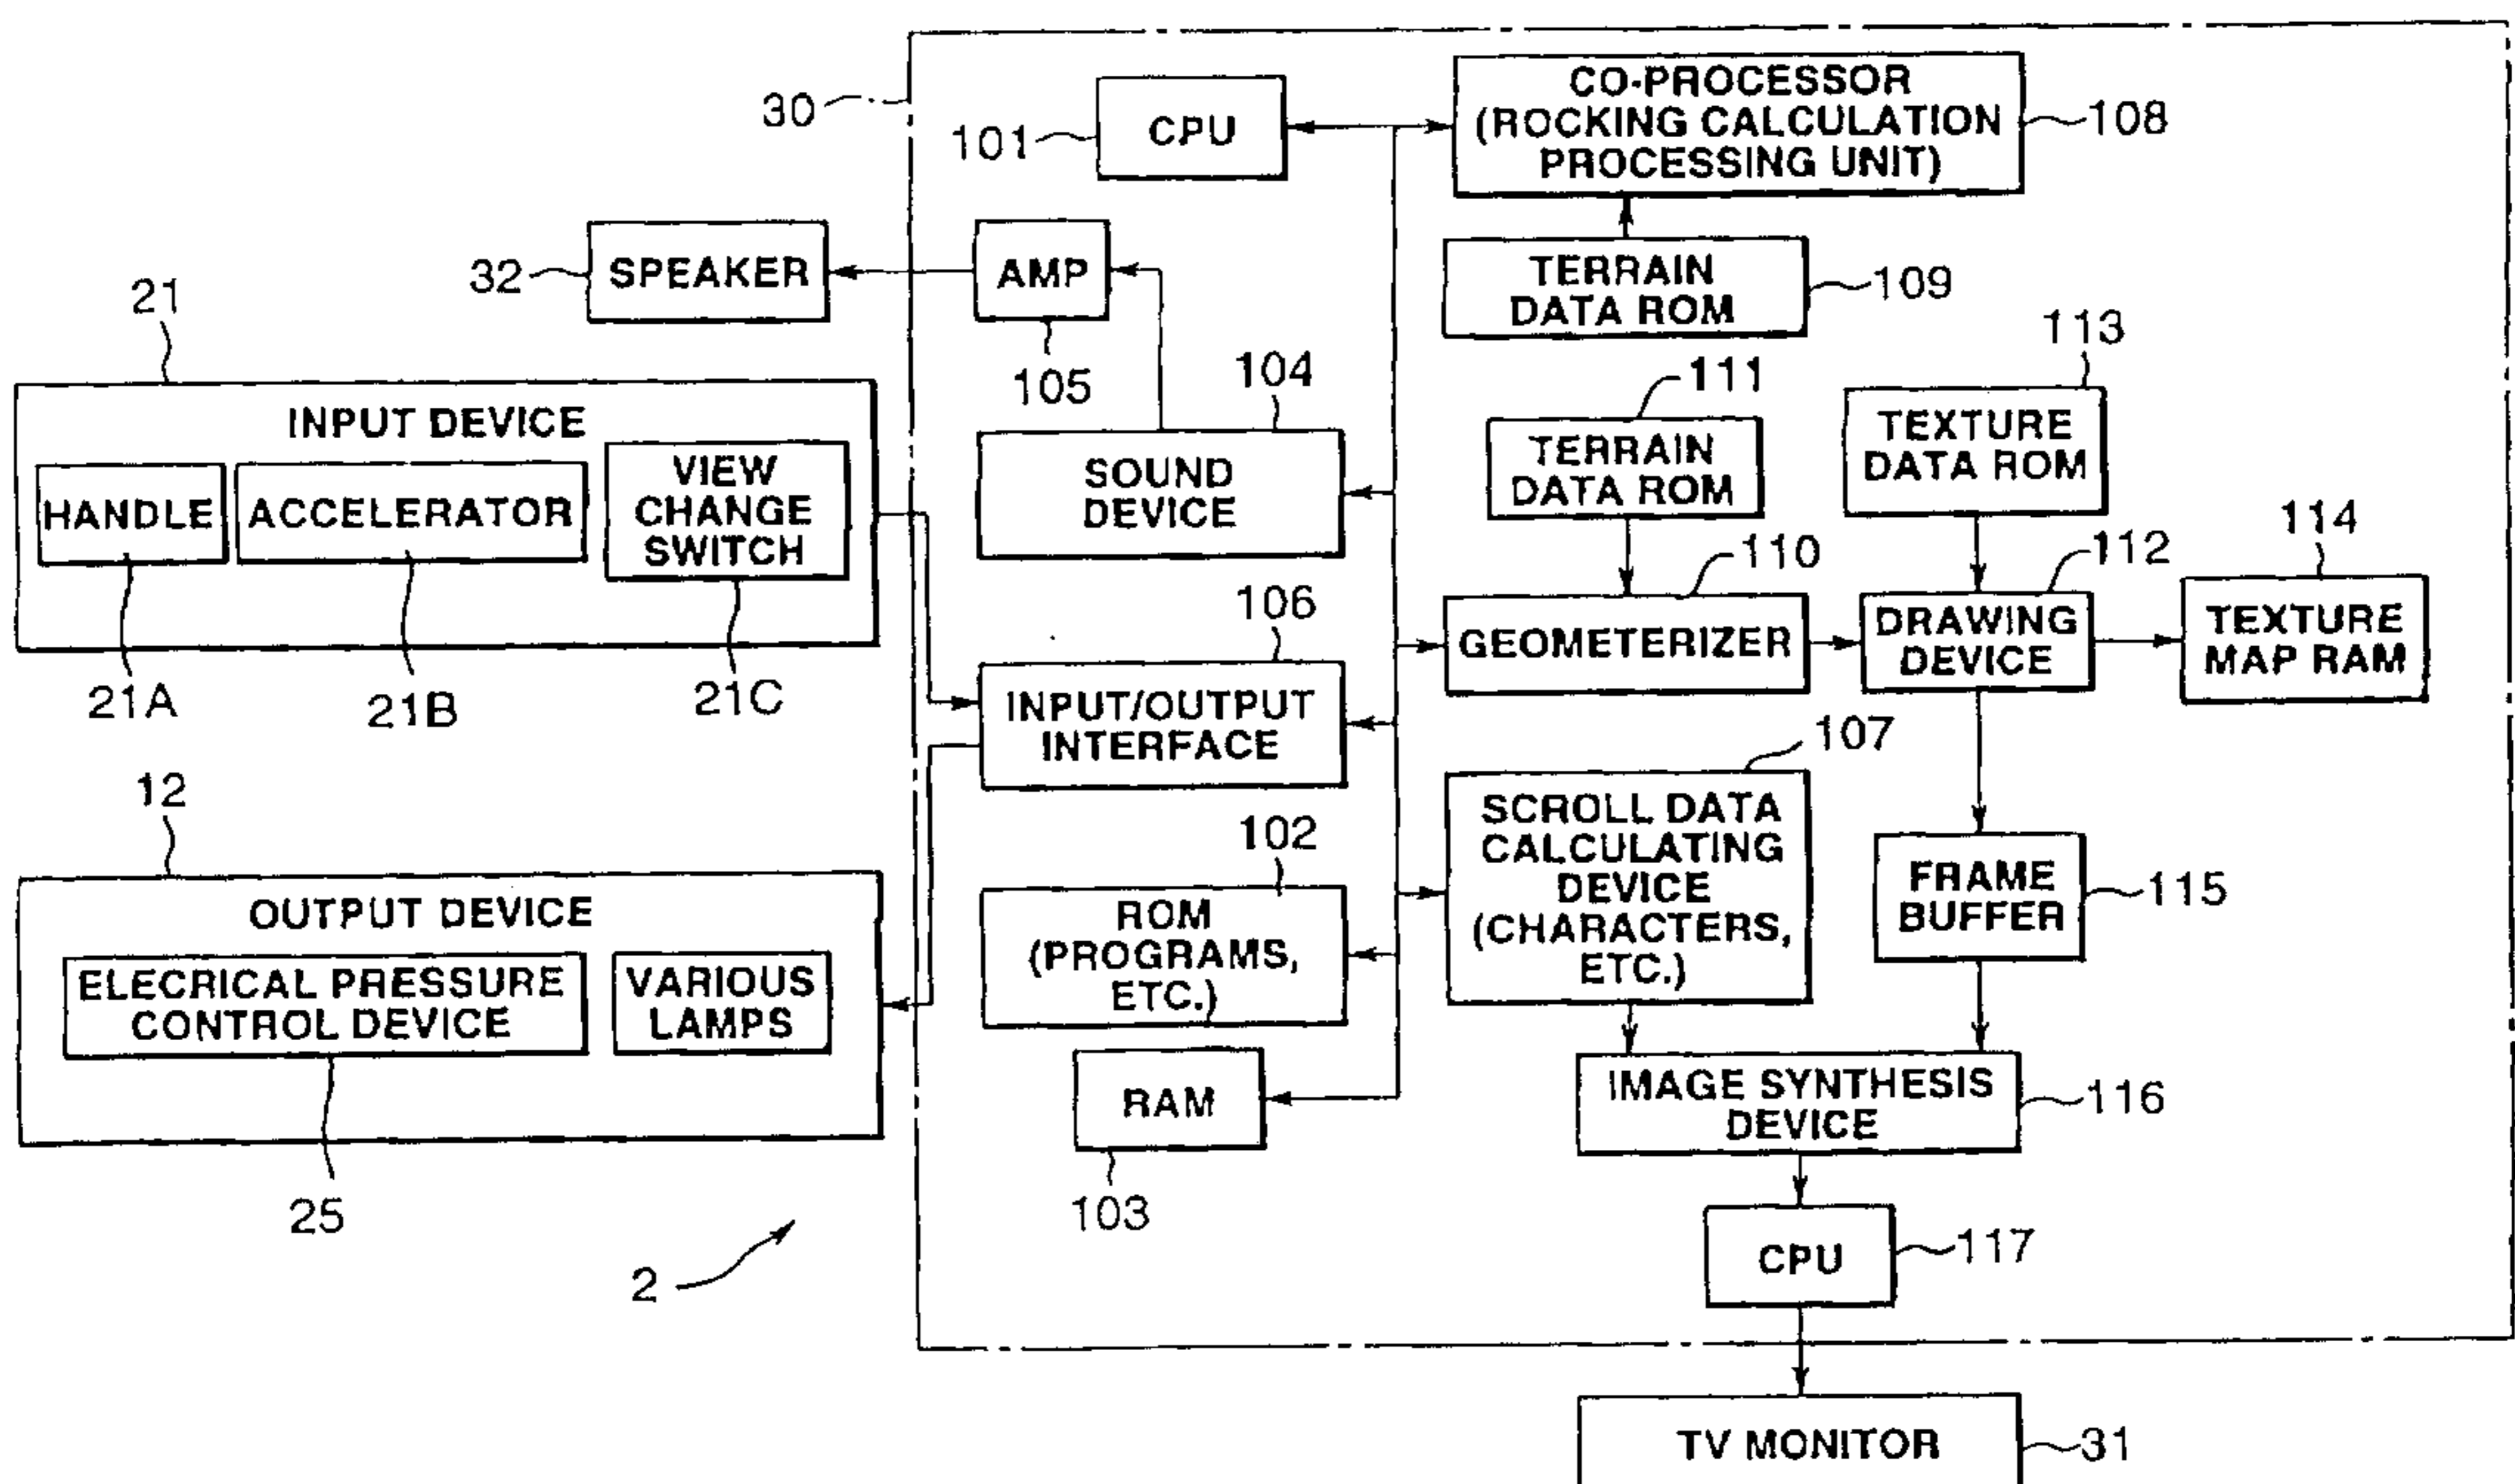 30
101
CPU
CO-PROCESSOR
(ROCKING CALCULATION
PROCESSING UNIT)
108
32
SPEAKER
AMP
105
TERRAIN
DATA ROM
109
21
INPUT DEVICE
HANDLE
ACCELERATOR
VIEW
CHANGE
SWITCH
21A
21B
21C
104
SOUND
DEVICE
111
TERRAIN
DATA ROM
113
TEXTURE
DATA ROM
110
GEOMETERIZER
112
DRAWING
DEVICE
114
TEXTURE
MAP RAM
106
INPUT/OUTPUT
INTERFACE
107
SCROLL DATA
CALCULATING
DEVICE
(CHARACTERS,
ETC.)
FRAME
BUFFER
115
12
OUTPUT DEVICE
ELECRICAL PRESSURE
CONTROL DEVICE
VARIOUS
LAMPS
25
102
ROM
(PROGRAMS,
ETC.)
RAM
103
IMAGE SYNTHESIS
DEVICE
116
2
CPU
117
TV MONITOR
31